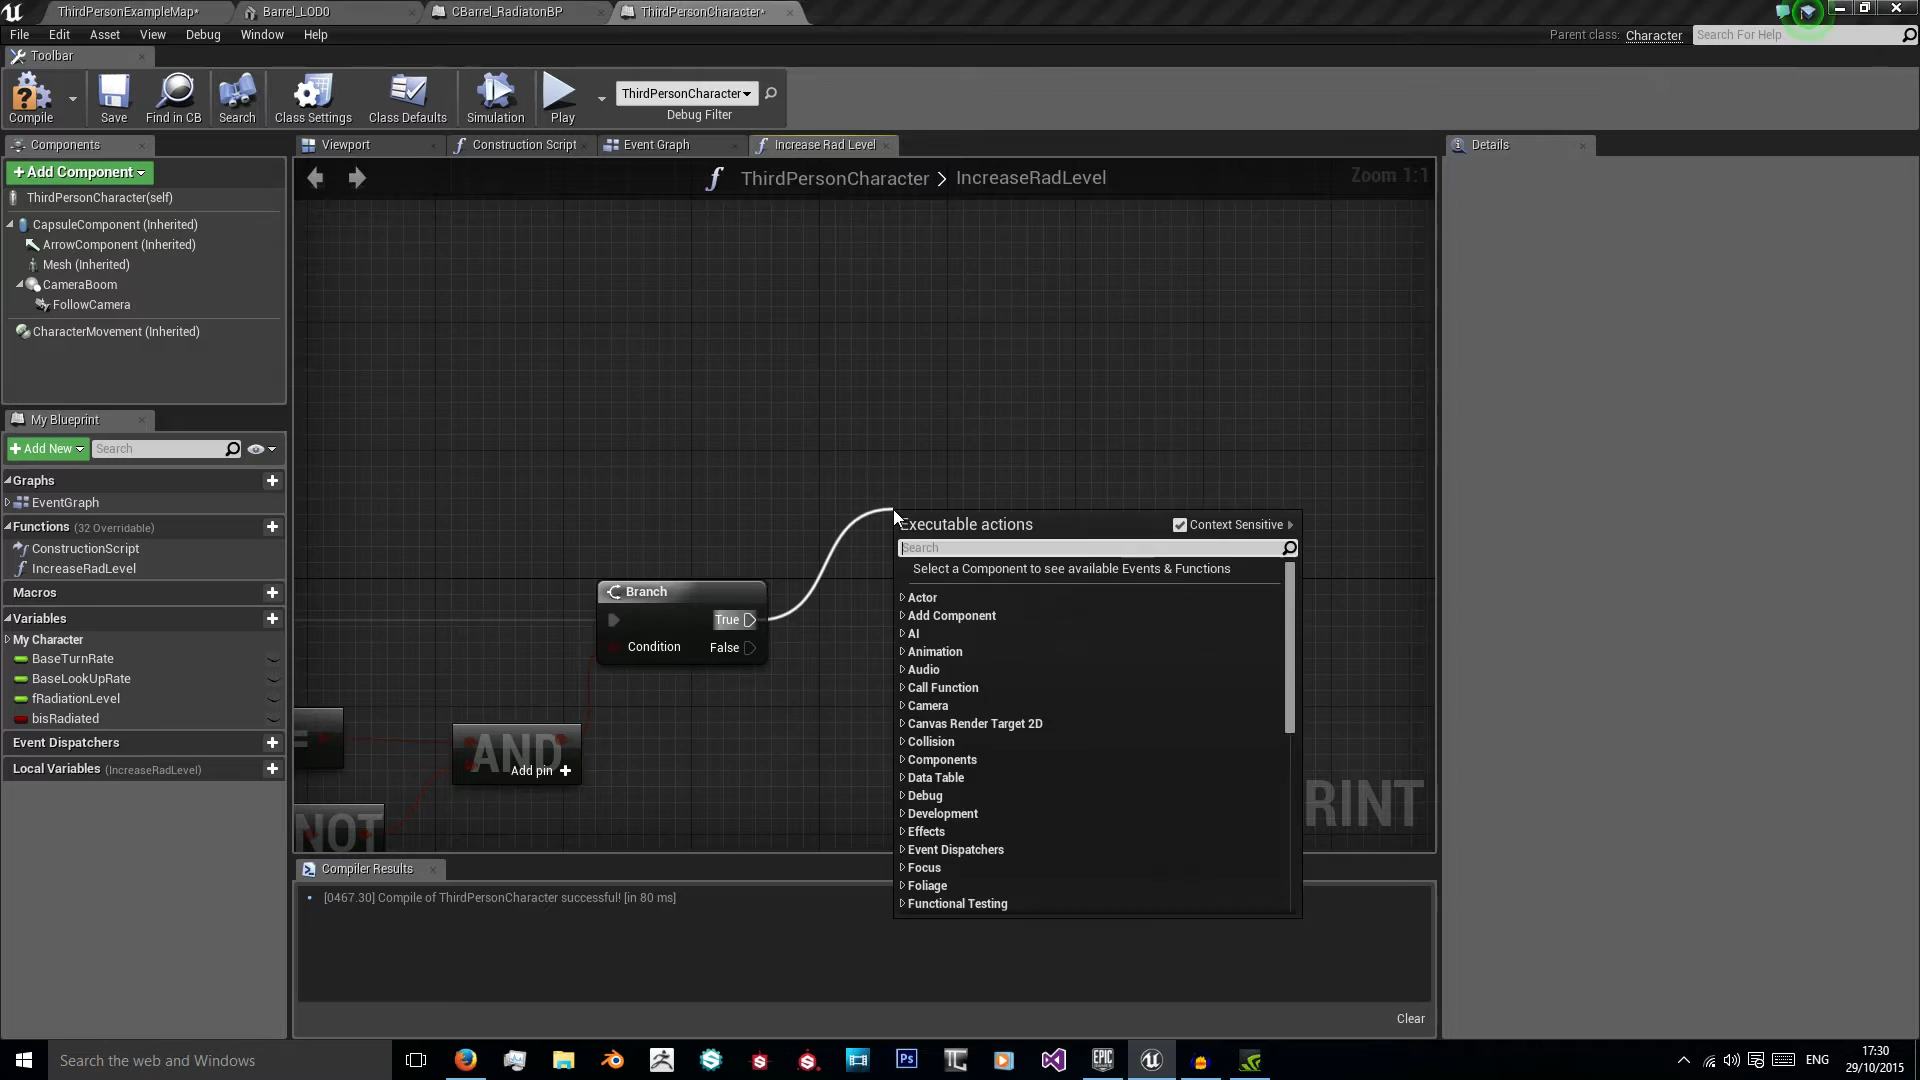 ThirdPersonExampleMap*
Barrel_LOD0
CBarrel_RadiatonBP
ThirdPersonCharacter*
File Edit Asset View Debug Window Help
Parent class: Character
Search For Help
Toolbar
Compile
Save
Find in CB
Search
Class Settings
Class Defaults
Simulation
Play
ThirdPersonCharacter
Debug Filter
Components
+Add Component
ThirdPersonCharacter(self)
CapsuleComponent (Inherited)
ArrowComponent (Inherited)
Mesh (Inherited)
CameraBoom
FollowCamera
CharacterMovement (Inherited)
My Blueprint
+Add New
Search
Graphs
EventGraph
Functions (32 Overridable)
ConstructionScript
IncreaseRadLevel
Macros
Variables
My Character
BaseTurnRate
BaseLookUpRate
fRadiationLevel
bisRadiated
Event Dispatchers
Local Variables (IncreaseRadLevel)
Viewport
Construction Script
Event Graph
Increase Rad Level
ThirdPersonCharacter > IncreaseRadLevel
Zoom 1:1
Branch
True
Condition
False
AND
Add pin +
NOT
RINT
Executable actions
Context Sensitive
Search
Select a Component to see available Events & Functions
Actor
Add Component
AI
Animation
Audio
Call Function
Camera
Canvas Render Target 2D
Collision
Components
Data Table
Debug
Development
Effects
Event Dispatchers
Focus
Foliage
Functional Testing
Compiler Results
[0467.30] Compile of ThirdPersonCharacter successful! [in 80 ms]
Clear
Details
Search the web and Windows
ENG
17:30
29/10/2015